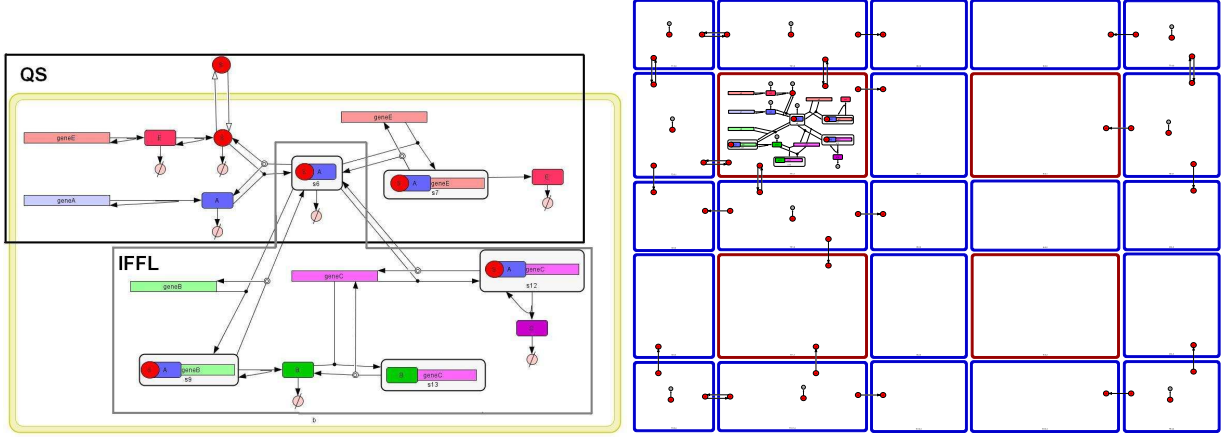 QS
geneE
geneE
E
A
s6
A
geneE
s7
E
geneA
A
IFFL
geneB
geneC
A
geneC
s12
A
geneB
s9
B
geneC
s13
b